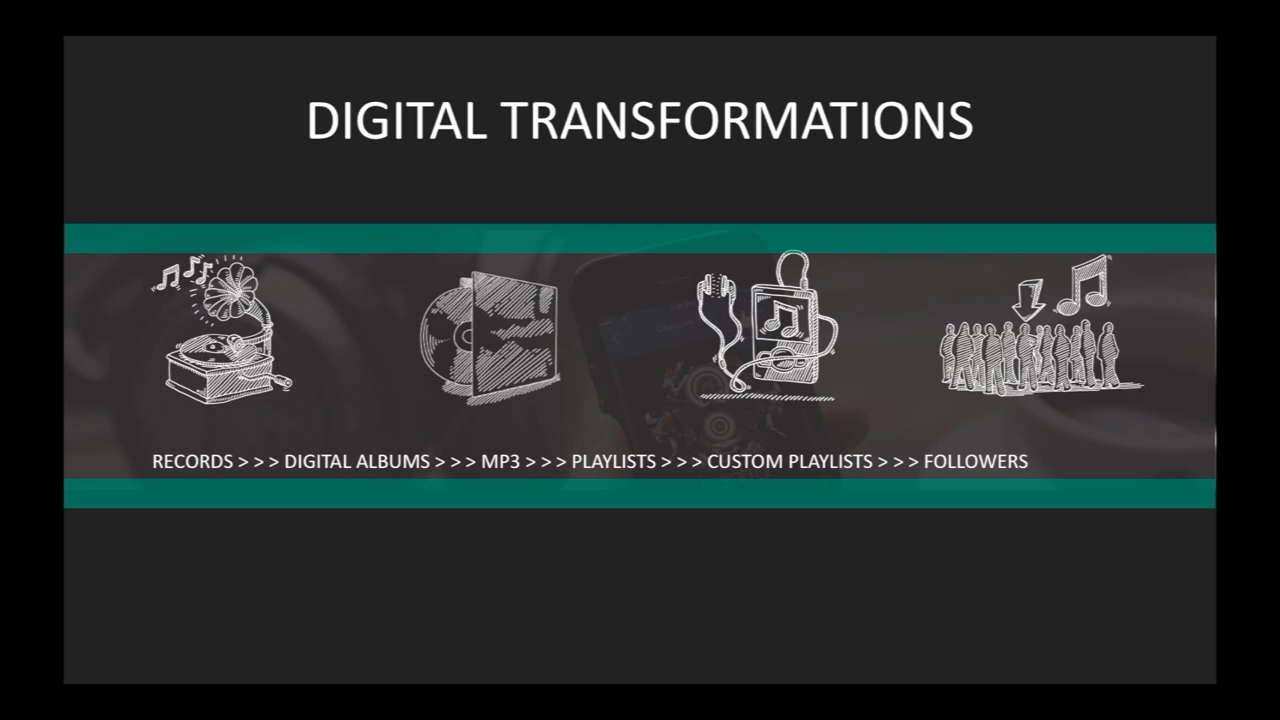 DIGITAL TRANSFORMATIONS
RECORDS > > > DIGITAL ALBUMS > > > MP3 > > > PLAYLISTS > > > CUSTOM PLAYLISTS > > > FOLLOWERS